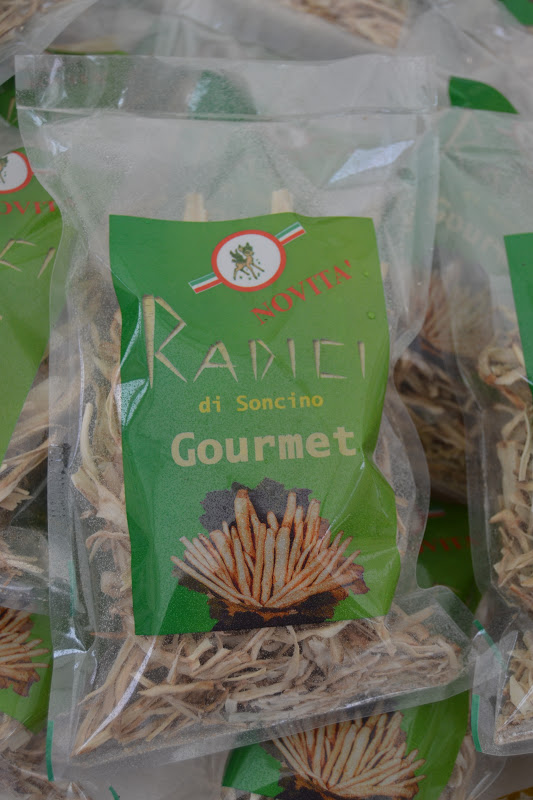 NOVITA'
RADICI
di Soncino
Gourmet